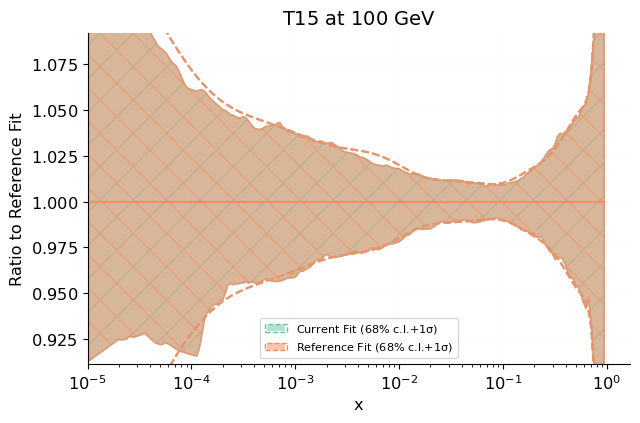 T15 at 100 GeV
Ratio to Reference Fit
1.075
1.050
1.025
1.000
0.975
0.950
0.925
Current Fit (68% c.l.+1σ)
Reference Fit (68% c.l.+1σ)
10⁻⁵ 10⁻⁴ 10⁻³ 10⁻² 10⁻¹ 10⁰
x